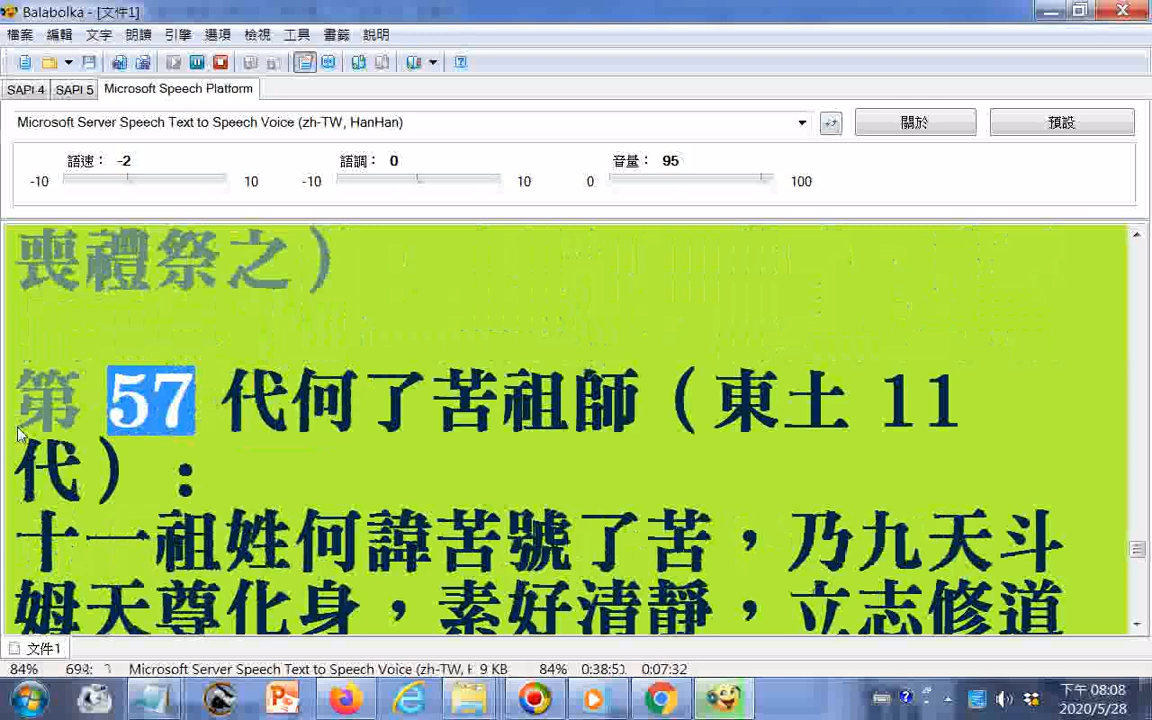 Balabolka - [文件1]
檔案 編輯 文字 朗讀 引擎 選項 檢視 工具 書籤 說明
SAPI 4 SAPI 5 Microsoft Speech Platform
Microsoft Server Speech Text to Speech Voice (zh-TW, HanHan) 關於 預設
語速: -2 語調: 0 音量: 95
-10 10 -10 10 0 100
喪禮祭之)
第 57 代何了苦祖師(東土 11
代):
十一祖姓何諱苦號了苦,乃九天斗
姆天尊化身,素好清靜,立志修道
文件1
84% Microsoft Server Speech Text to Speech Voice (zh-TW, 9 KB 84% 0:38:51 0:07:32
下午 08:08
2020/5/28